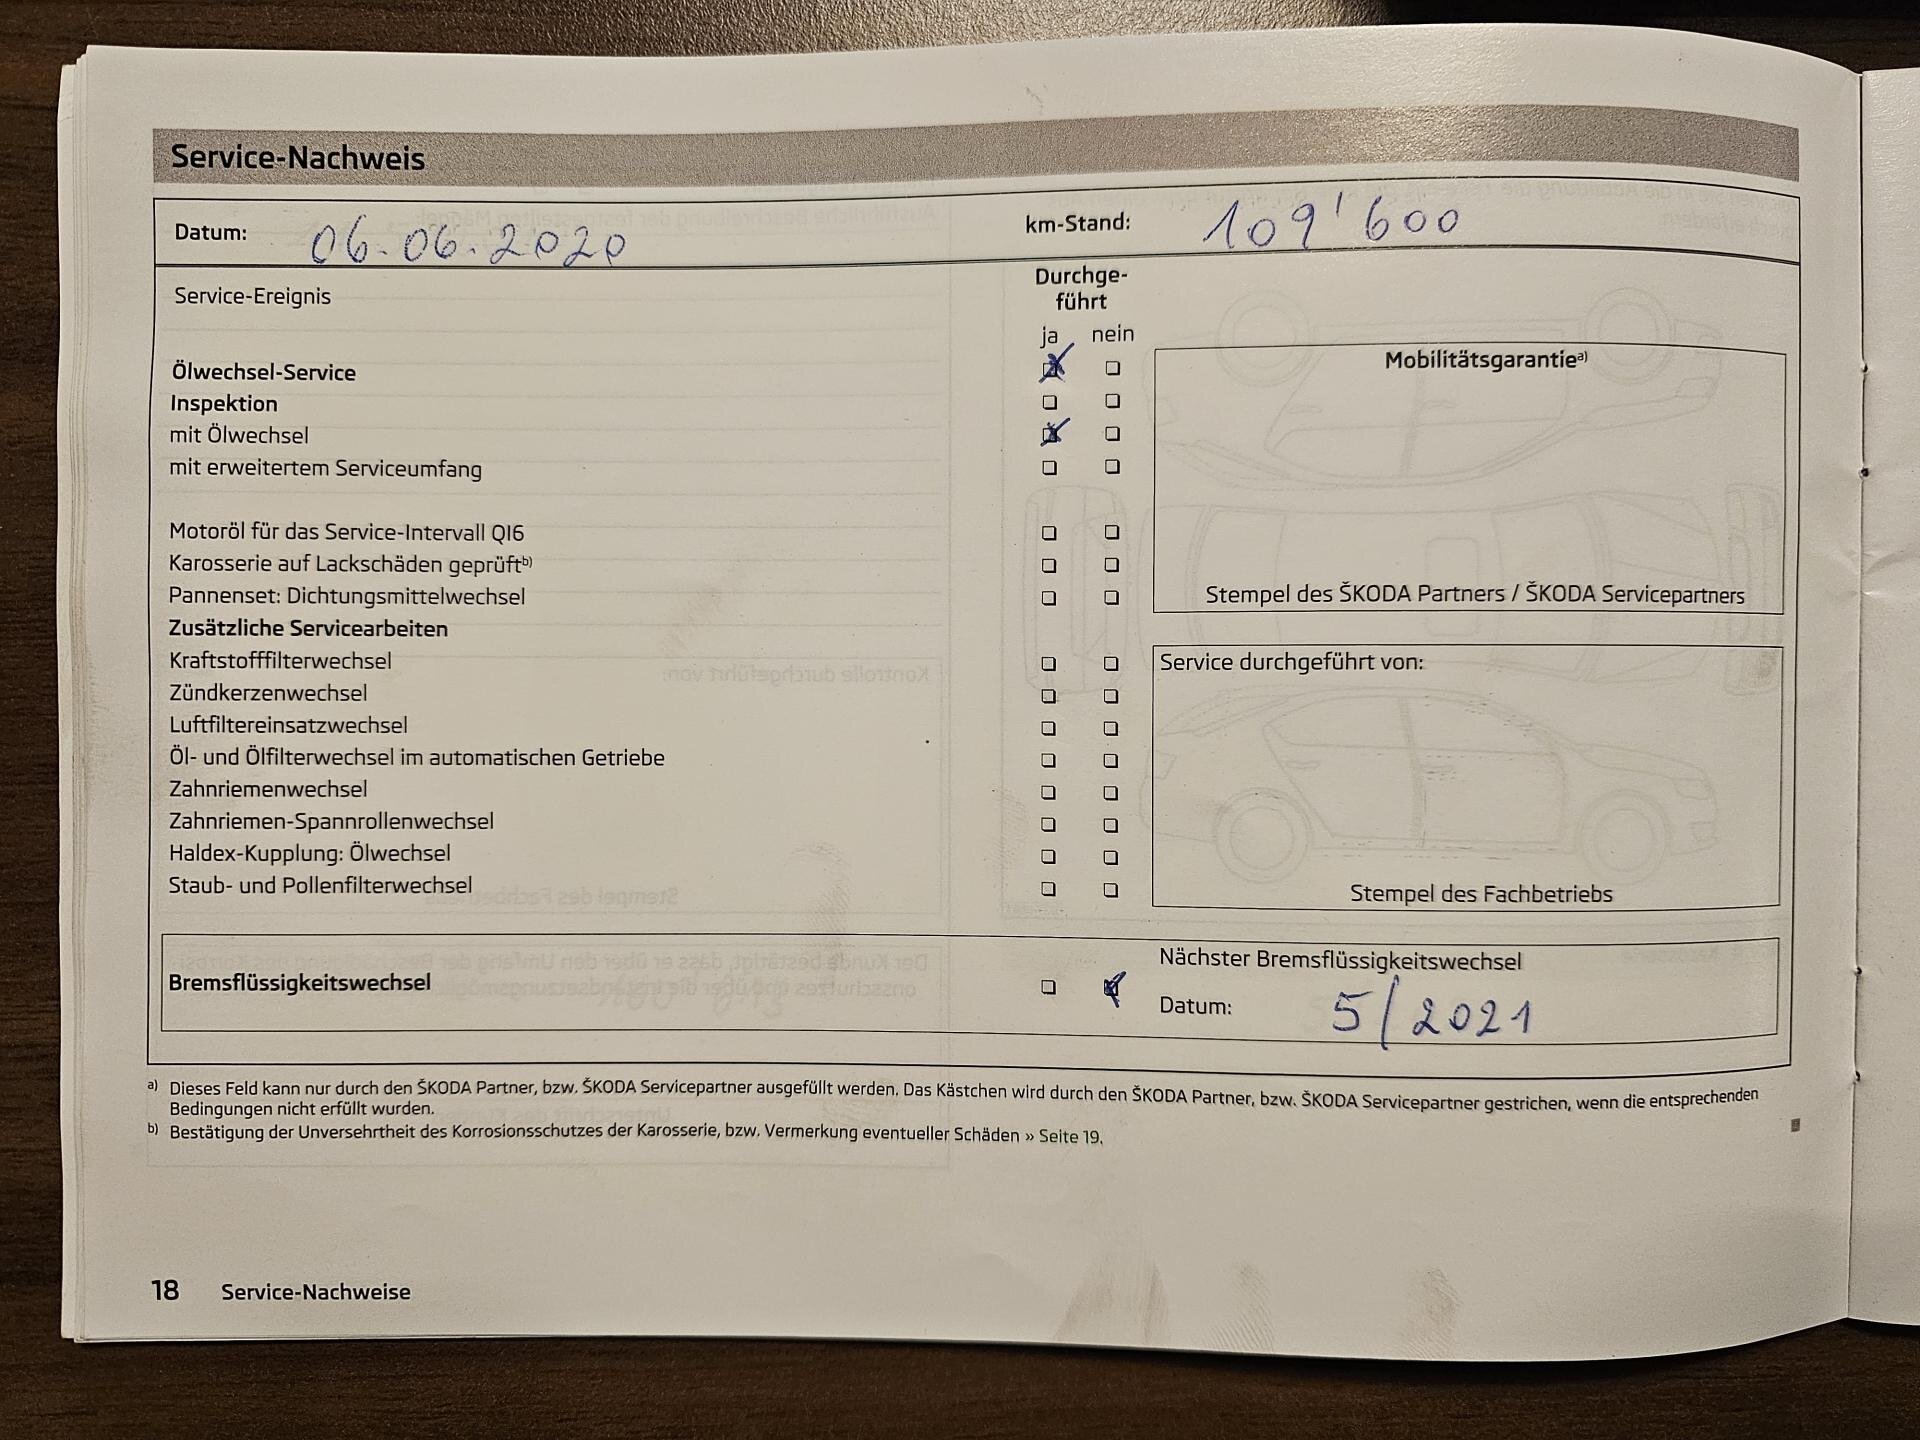 Service-Nachweis
Datum: 06.06.2020 km-Stand: 109'600
Service-Ereignis
Durchge-
führt
ja nein
Ölwechsel-Service
Inspektion
mit Ölwechsel
mit erweitertem Serviceumfang
Motoröl für das Service-Intervall QI6
Karosserie auf Lackschäden geprüft b)
Pannenset: Dichtungsmittelwechsel
Zusätzliche Servicearbeiten
Kraftstofffilterwechsel
Zündkerzenwechsel
Luftfiltereinsatzwechsel
Öl- und Ölfilterwechsel im automatischen Getriebe
Zahnriemenwechsel
Zahnriemen-Spannrollenwechsel
Haldex-Kupplung: Ölwechsel
Staub- und Pollenfilterwechsel
Mobilitätsgarantie a)
Stempel des ŠKODA Partners / ŠKODA Servicepartners
Service durchgeführt von:
Stempel des Fachbetriebs
Bremsflüssigkeitswechsel
Nächster Bremsflüssigkeitswechsel
Datum: 5/2021
a) Dieses Feld kann nur durch den ŠKODA Partner, bzw. ŠKODA Servicepartner ausgefüllt werden. Das Kästchen wird durch den ŠKODA Partner, bzw. ŠKODA Servicepartner gestrichen, wenn die entsprechenden
Bedingungen nicht erfüllt wurden.
b) Bestätigung der Unversehrtheit des Korrosionsschutzes der Karosserie, bzw. Vermerkung eventueller Schäden » Seite 19.
18 Service-Nachweise